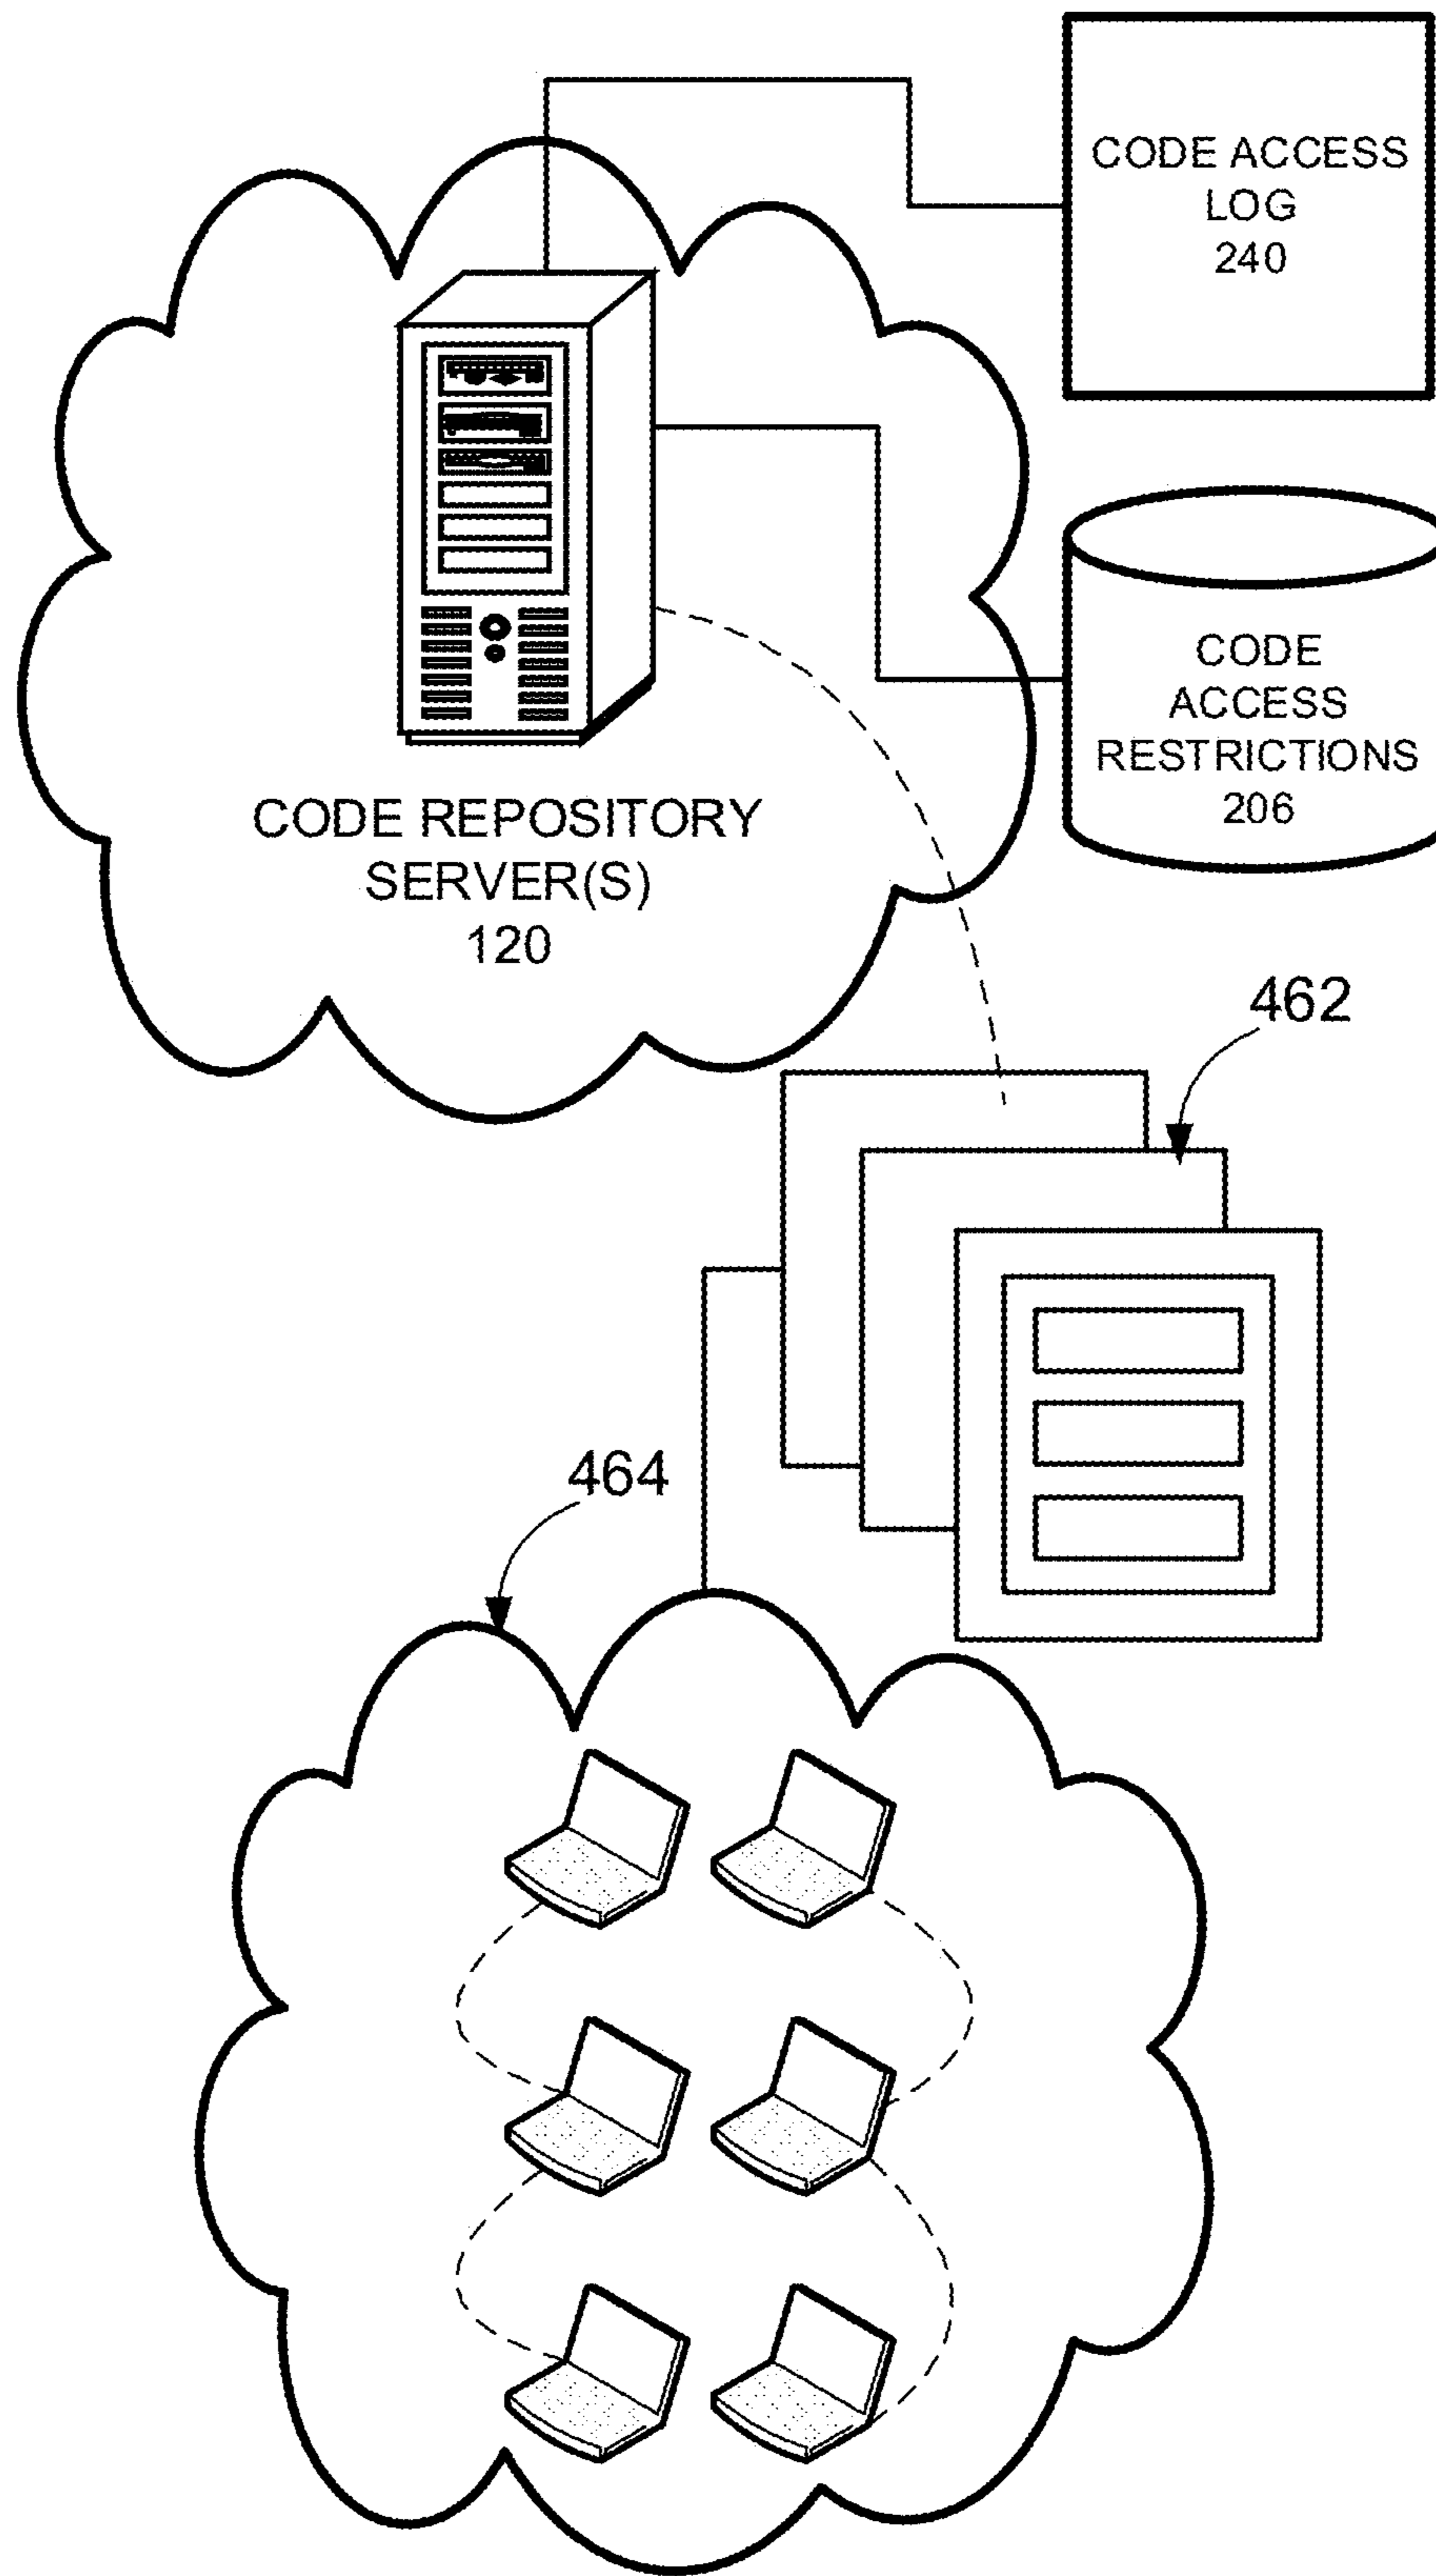 CODE ACCESS
LOG
240
CODE
ACCESS
RESTRICTIONS
206
CODE REPOSITORY
SERVER(S)
120
462
464